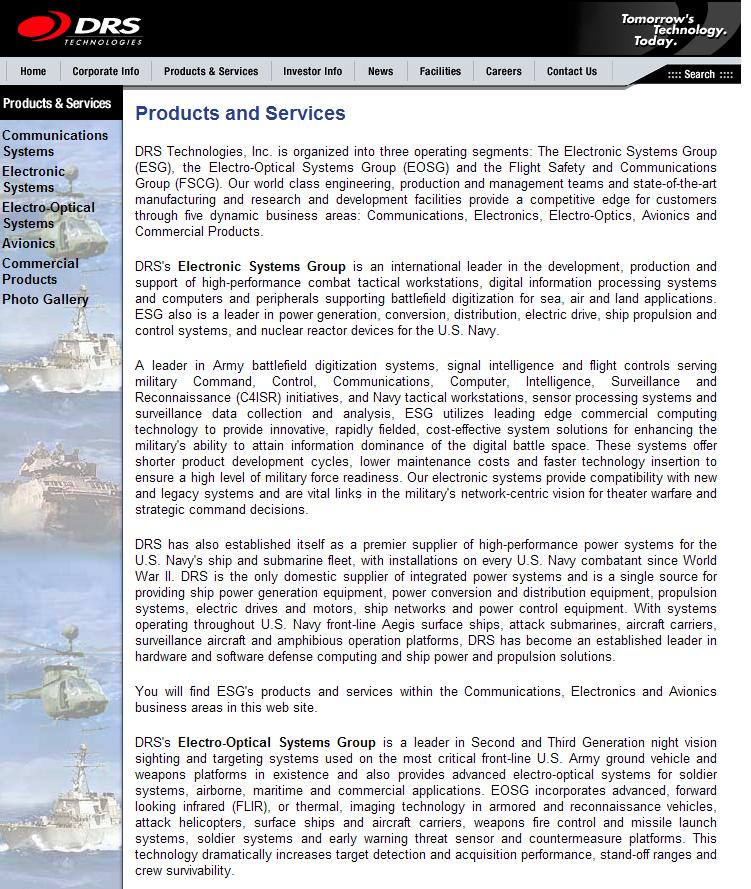 DRS
TECHNOLOGIES
Tomorrow's
Technology.
Today.
Home
Corporate Info
Products & Services
Investor Info
News
Facilities
Careers
Contact Us
:::: Search ::::
Products & Services
Communications
Systems
Electronic
Systems
Electro-Optical
Systems
Avionics
Commercial
Products
Photo Gallery
Products and Services
DRS Technologies, Inc. is organized into three operating segments: The Electronic Systems Group
(ESG), the Electro-Optical Systems Group (EOSG) and the Flight Safety and Communications
Group (FSCG). Our world class engineering, production and management teams and state-of-the-art
manufacturing and research and development facilities provide a competitive edge for customers
through five dynamic business areas: Communications, Electronics, Electro-Optics, Avionics and
Commercial Products.
DRS's Electronic Systems Group is an international leader in the development, production and
support of high-performance combat tactical workstations, digital information processing systems
and computers and peripherals supporting battlefield digitization for sea, air and land applications.
ESG also is a leader in power generation, conversion, distribution, electric drive, ship propulsion and
control systems, and nuclear reactor devices for the U.S. Navy.
A leader in Army battlefield digitization systems, signal intelligence and flight controls serving
military Command, Control, Communications, Computer, Intelligence, Surveillance and
Reconnaissance (C4ISR) initiatives, and Navy tactical workstations, sensor processing systems and
surveillance data collection and analysis, ESG utilizes leading edge commercial computing
technology to provide innovative, rapidly fielded, cost-effective system solutions for enhancing the
military's ability to attain information dominance of the digital battle space. These systems offer
shorter product development cycles, lower maintenance costs and faster technology insertion to
ensure a high level of military force readiness. Our electronic systems provide compatibility with new
and legacy systems and are vital links in the military's network-centric vision for theater warfare and
strategic command decisions.
DRS has also established itself as a premier supplier of high-performance power systems for the
U.S. Navy's ship and submarine fleet, with installations on every U.S. Navy combatant since World
War II. DRS is the only domestic supplier of integrated power systems and is a single source for
providing ship power generation equipment, power conversion and distribution equipment, propulsion
systems, electric drives and motors, ship networks and power control equipment. With systems
operating throughout U.S. Navy front-line Aegis surface ships, attack submarines, aircraft carriers,
surveillance aircraft and amphibious operation platforms, DRS has become an established leader in
hardware and software defense computing and ship power and propulsion solutions.
You will find ESG's products and services within the Communications, Electronics and Avionics
business areas in this web site.
DRS's Electro-Optical Systems Group is a leader in Second and Third Generation night vision
sighting and targeting systems used on the most critical front-line U.S. Army ground vehicle and
weapons platforms in existence and also provides advanced electro-optical systems for soldier
systems, airborne, maritime and commercial applications. EOSG incorporates advanced, forward
looking infrared (FLIR), or thermal, imaging technology in armored and reconnaissance vehicles,
attack helicopters, surface ships and aircraft carriers, weapons fire control and missile launch
systems, soldier systems and early warning threat sensor and countermeasure platforms. This
technology dramatically increases target detection and acquisition performance, stand-off ranges and
crew survivability.